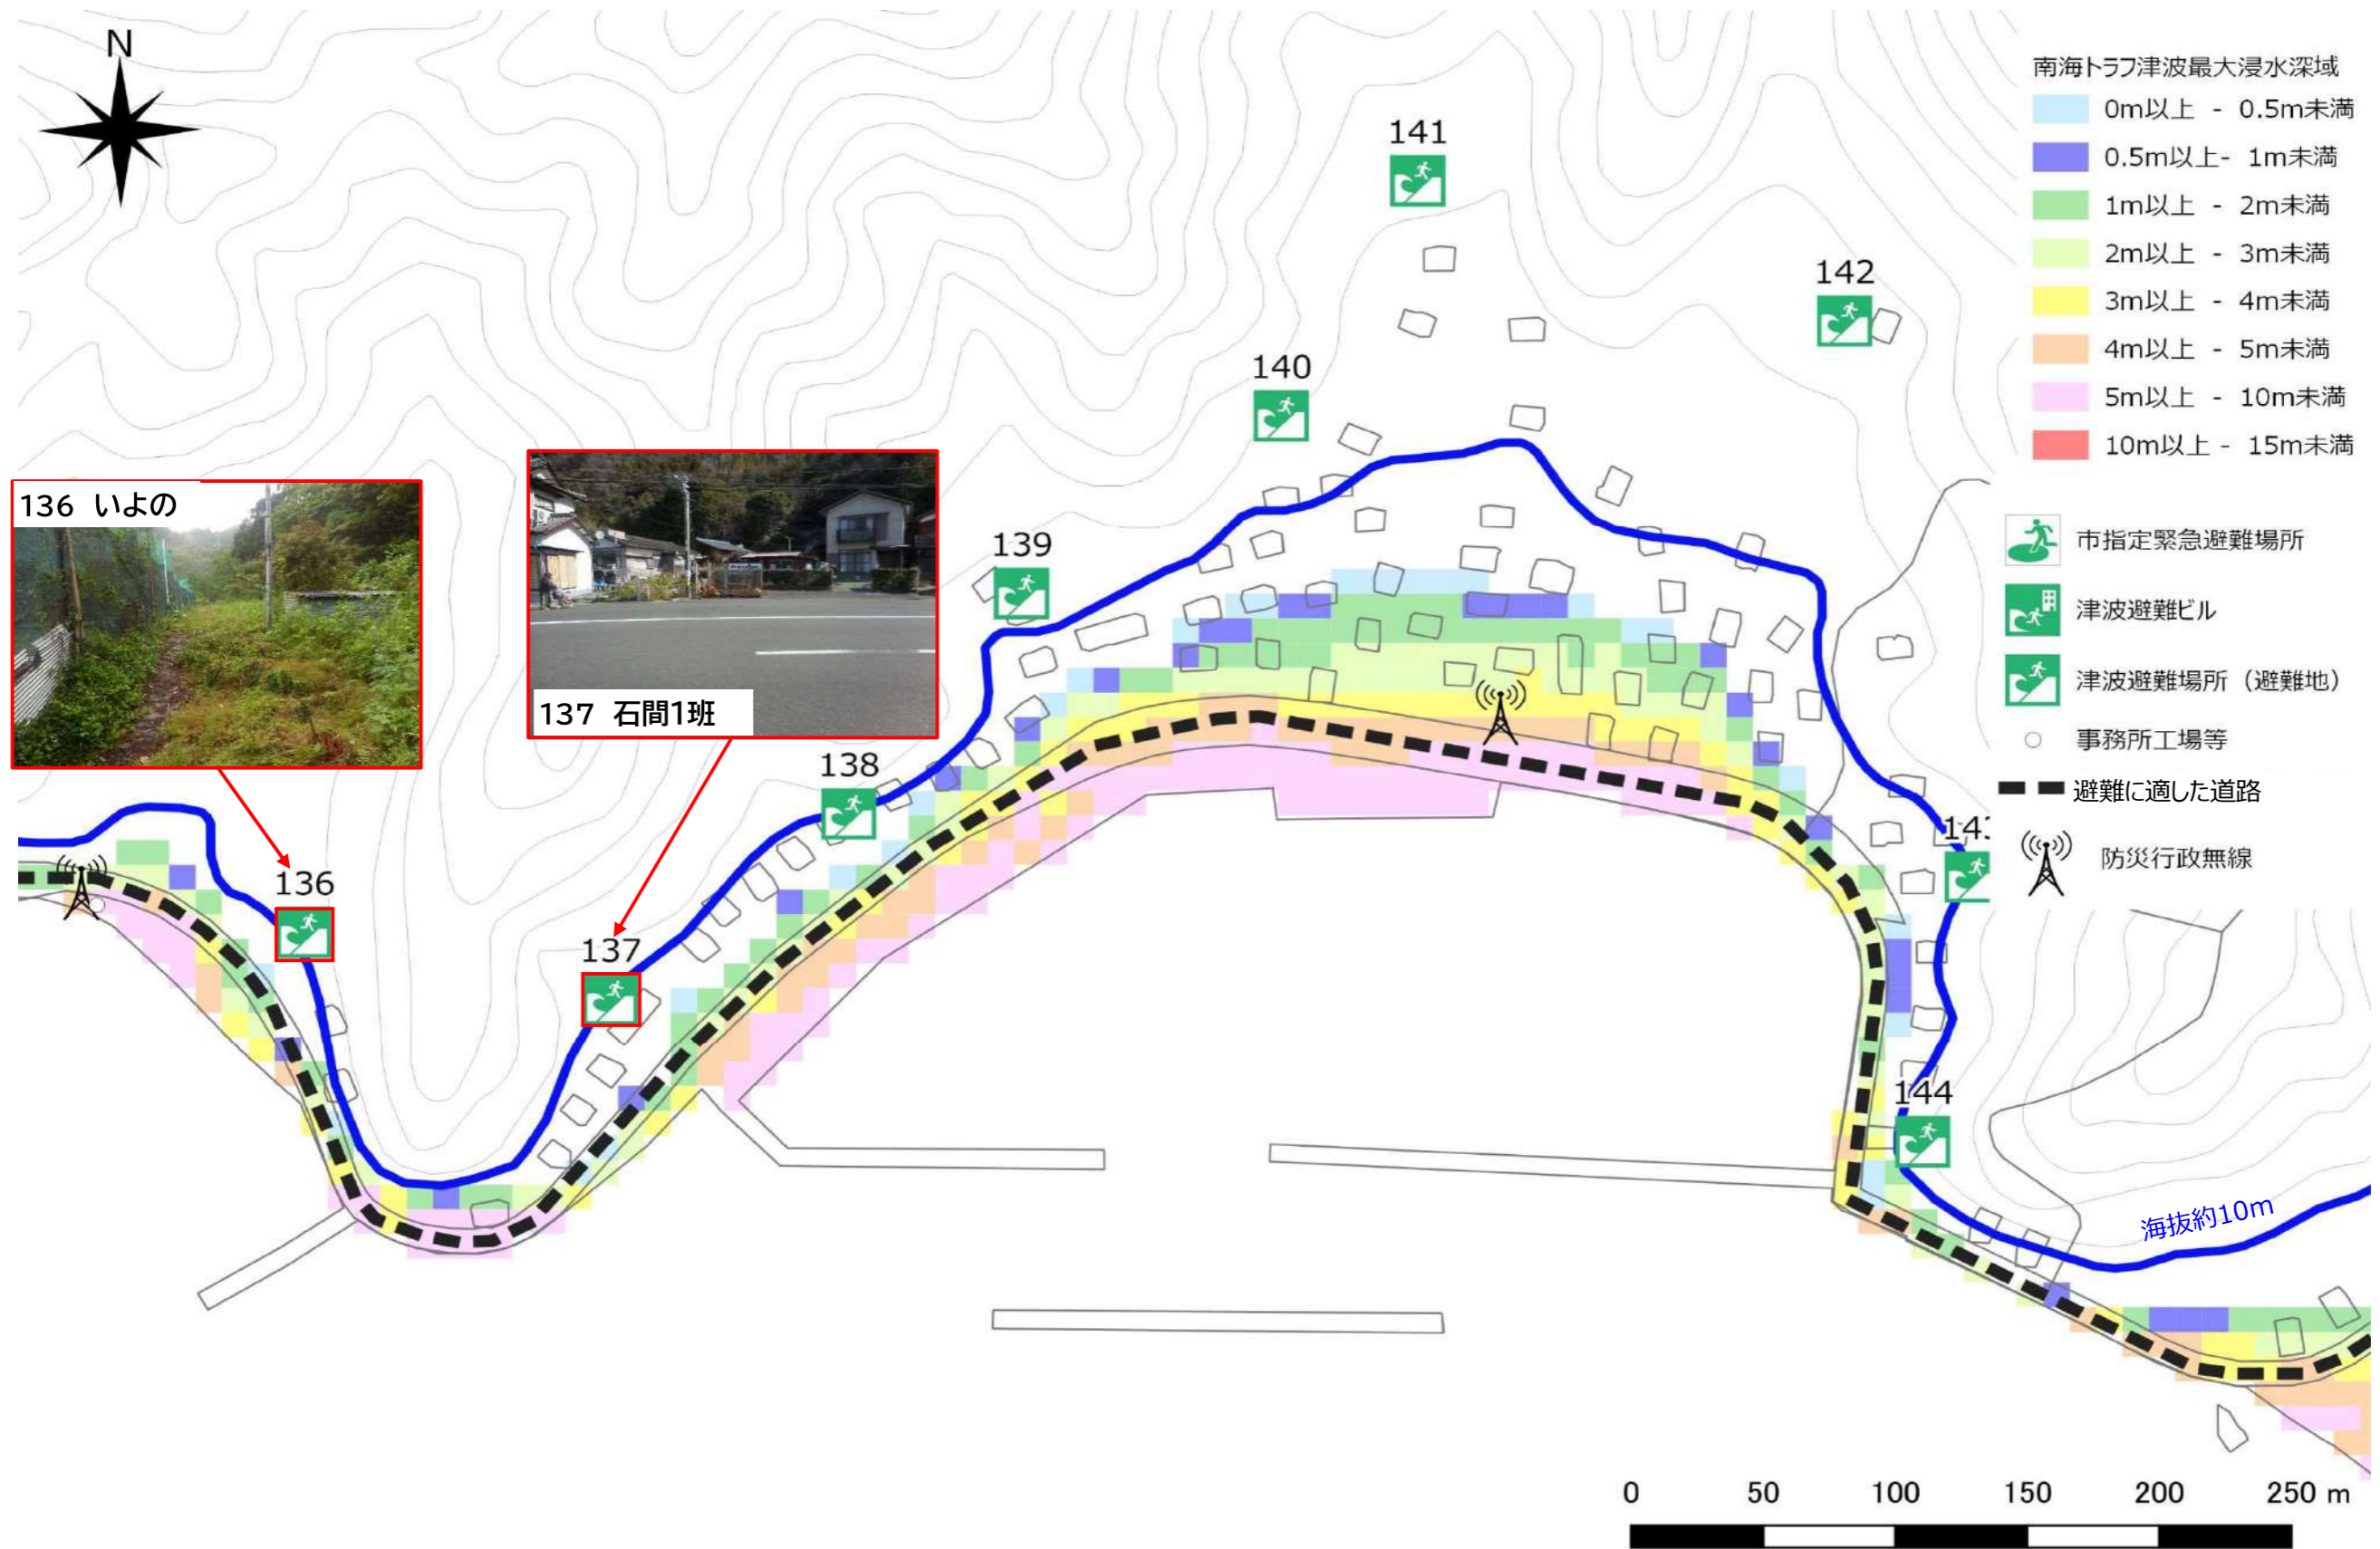 N
南海トラフ津波最大浸水深域
0m以上 - 0.5m未満
0.5m以上- 1m未満
1m以上 - 2m未満
2m以上 - 3m未満
3m以上 - 4m未満
4m以上 - 5m未満
5m以上 - 10m未満
10m以上 - 15m未満
市指定緊急避難場所
津波避難ビル
津波避難場所（避難地）
事務所工場等
避難に適した道路
防災行政無線
141
142
140
136 いよの
139
137 石間1班
138
136
137
144
海抜約10m
0 50 100 150 200 250 m